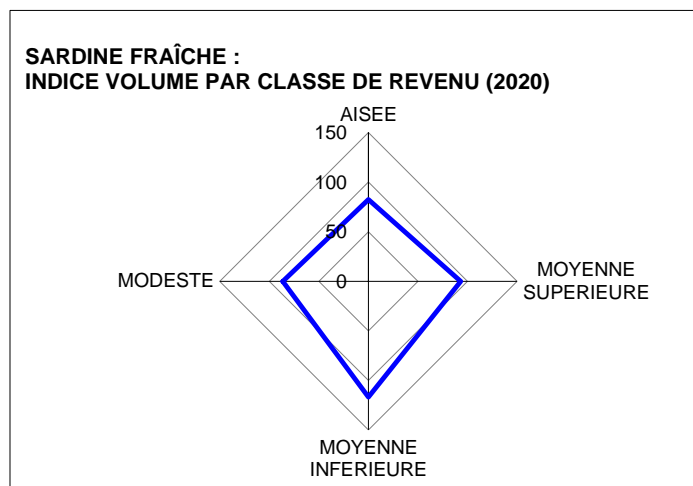 SARDINE FRAÎCHE :
INDICE VOLUME PAR CLASSE DE REVENU (2020)
AISEE
150
100
50
0
MODESTE
MOYENNE
SUPERIEURE
MOYENNE
INFERIEURE